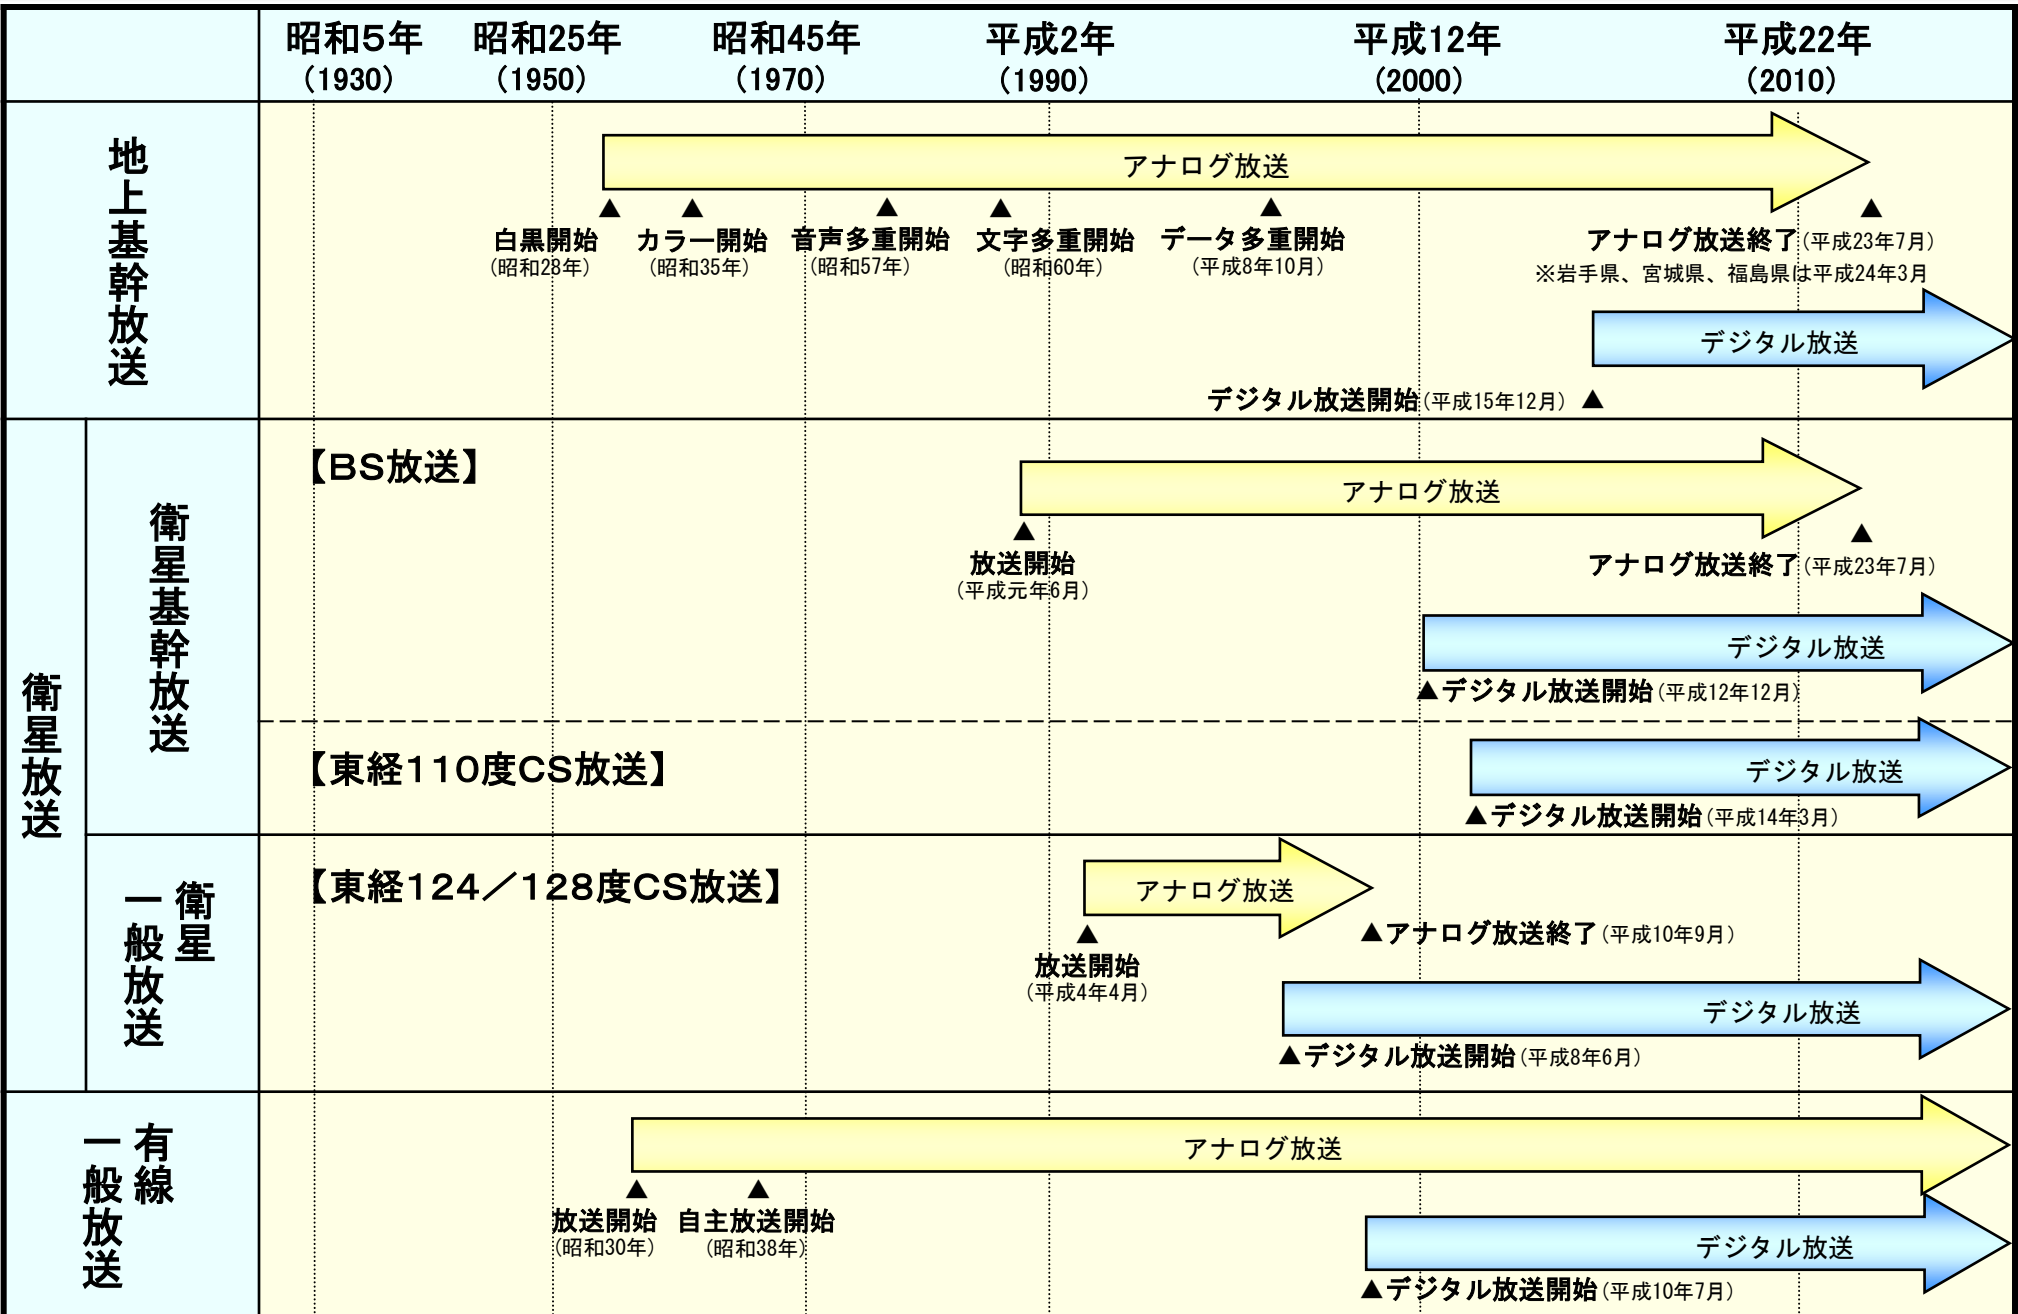 昭和5年 昭和25年 昭和45年 平成2年 平成12年 平成22年
(1930) (1950) (1970) (1990) (2000) (2010)
地上基幹放送
アナログ放送
▲ ▲ ▲ ▲ ▲ ▲
白黒開始 カラー開始 音声多重開始 文字多重開始 データ多重開始 アナログ放送終了(平成23年7月)
(昭和28年) (昭和35年) (昭和57年) (昭和60年) (平成8年10月)
※岩手県、宮城県、福島県は平成24年3月
デジタル放送
デジタル放送開始(平成15年12月) ▲
衛星放送
衛星基幹放送
【BS放送】
アナログ放送
▲ ▲
放送開始 アナログ放送終了(平成23年7月)
(平成元年6月)
デジタル放送
▲デジタル放送開始(平成12年12月)
【東経110度CS放送】
デジタル放送
▲デジタル放送開始(平成14年3月)
衛星
一般放送
【東経124/128度CS放送】
アナログ放送
▲ ▲アナログ放送終了(平成10年9月)
放送開始
(平成4年4月)
デジタル放送
▲デジタル放送開始(平成8年6月)
有線
一般放送
アナログ放送
▲ ▲
放送開始 自主放送開始
(昭和30年) (昭和38年)
デジタル放送
▲デジタル放送開始(平成10年7月)